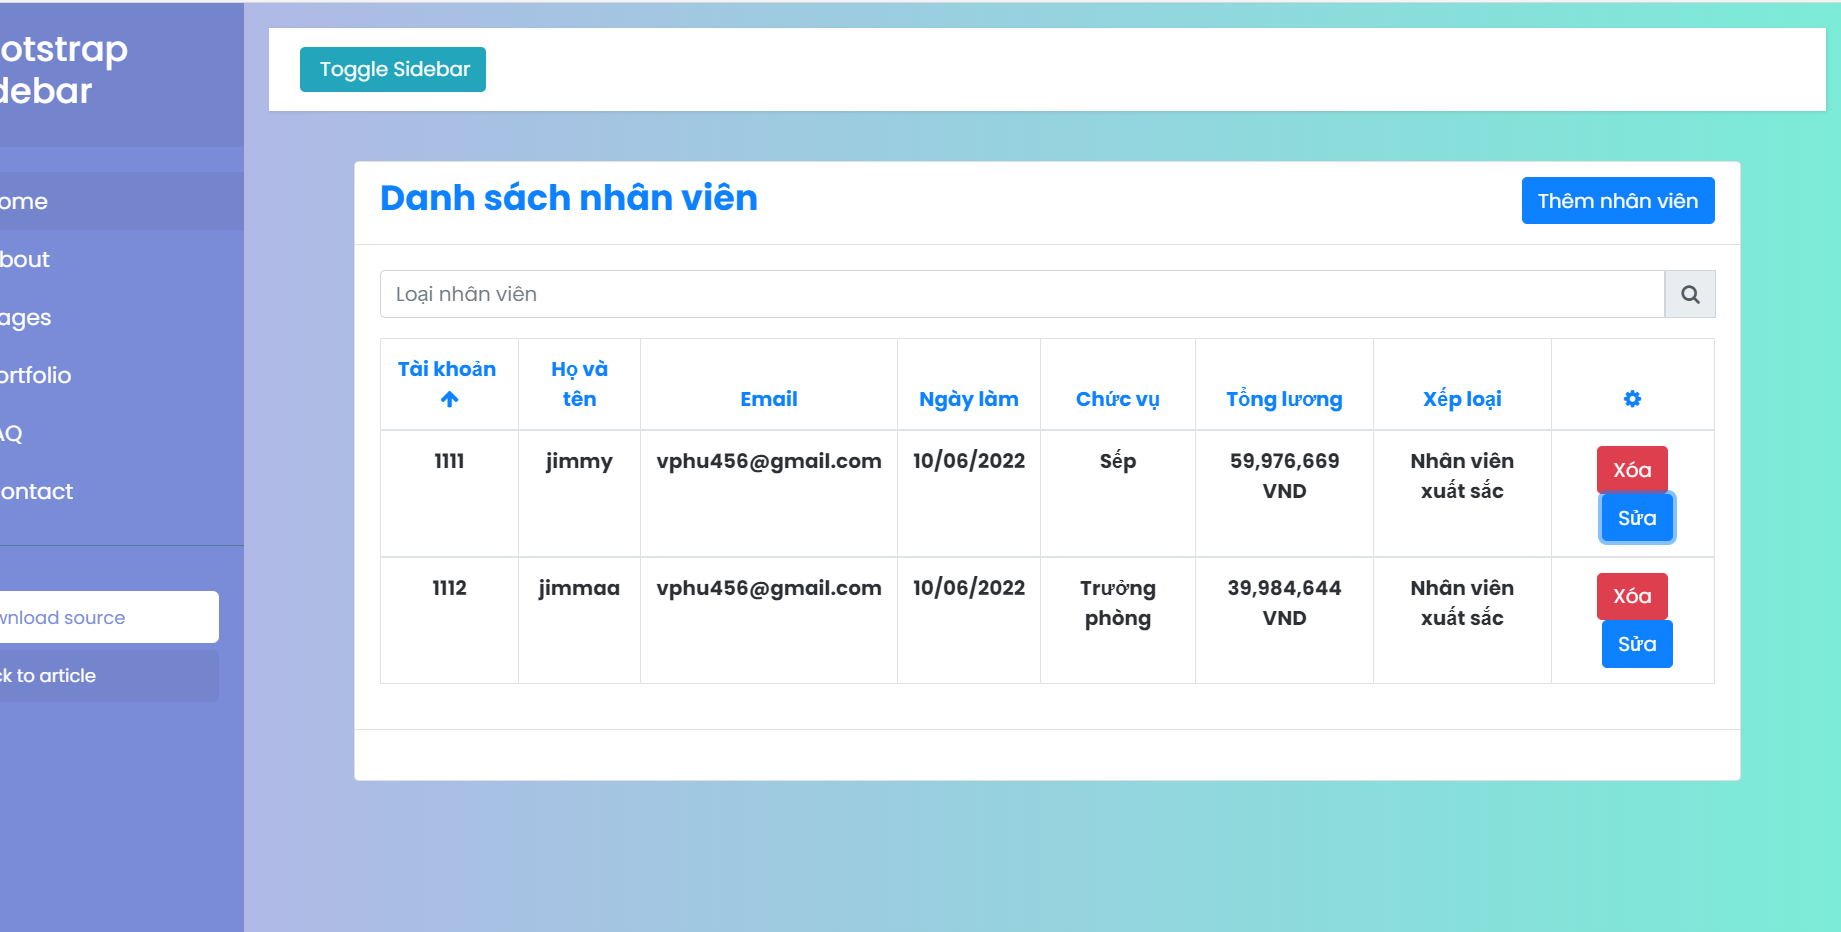 otstrap
debar
Toggle Sidebar
ome
bout
ages
ortfolio
AQ
ontact
wnload source
ck to article
Danh sách nhân viên
Thêm nhân viên
Loại nhân viên
Tài khoản
Họ và
tên
Email
Ngày làm
Chức vụ
Tổng lương
Xếp loại
1111
jimmy
vphu456@gmail.com
10/06/2022
Sếp
59,976,669
VND
Nhân viên
xuất sắc
Xóa
Sửa
1112
jimmaa
vphu456@gmail.com
10/06/2022
Trưởng
phòng
39,984,644
VND
Nhân viên
xuất sắc
Xóa
Sửa